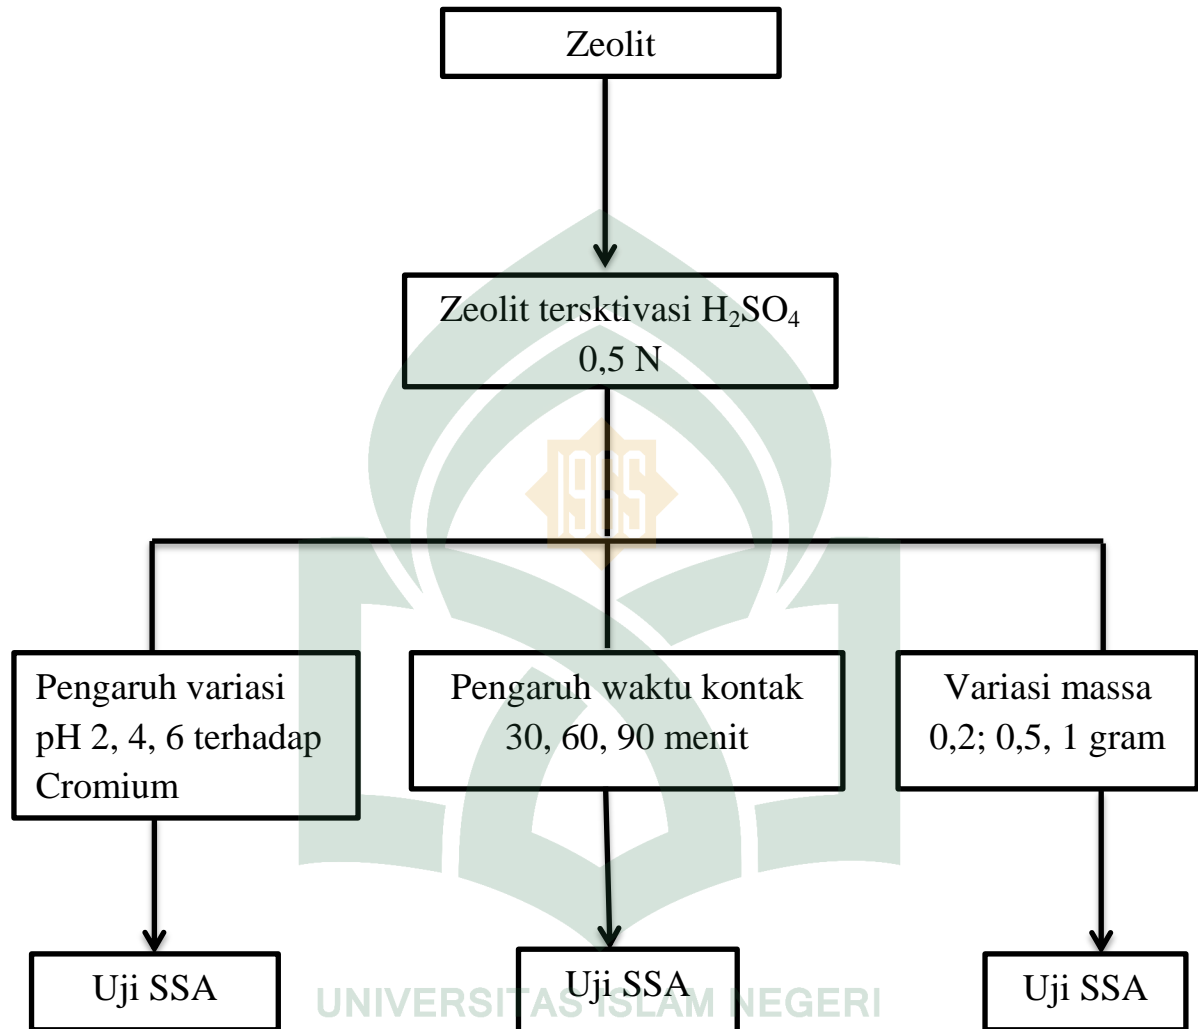 Zeolit
Zeolit tersktivasi H₂SO₄
0,5 N
1965
Pengaruh variasi
pH 2, 4, 6 terhadap
Cromium
Pengaruh waktu kontak
30, 60, 90 menit
Variasi massa
0,2; 0,5, 1 gram
Uji SSA
Uji SSA
Uji SSA
UNIVERSITAS ISLAM NEGERI